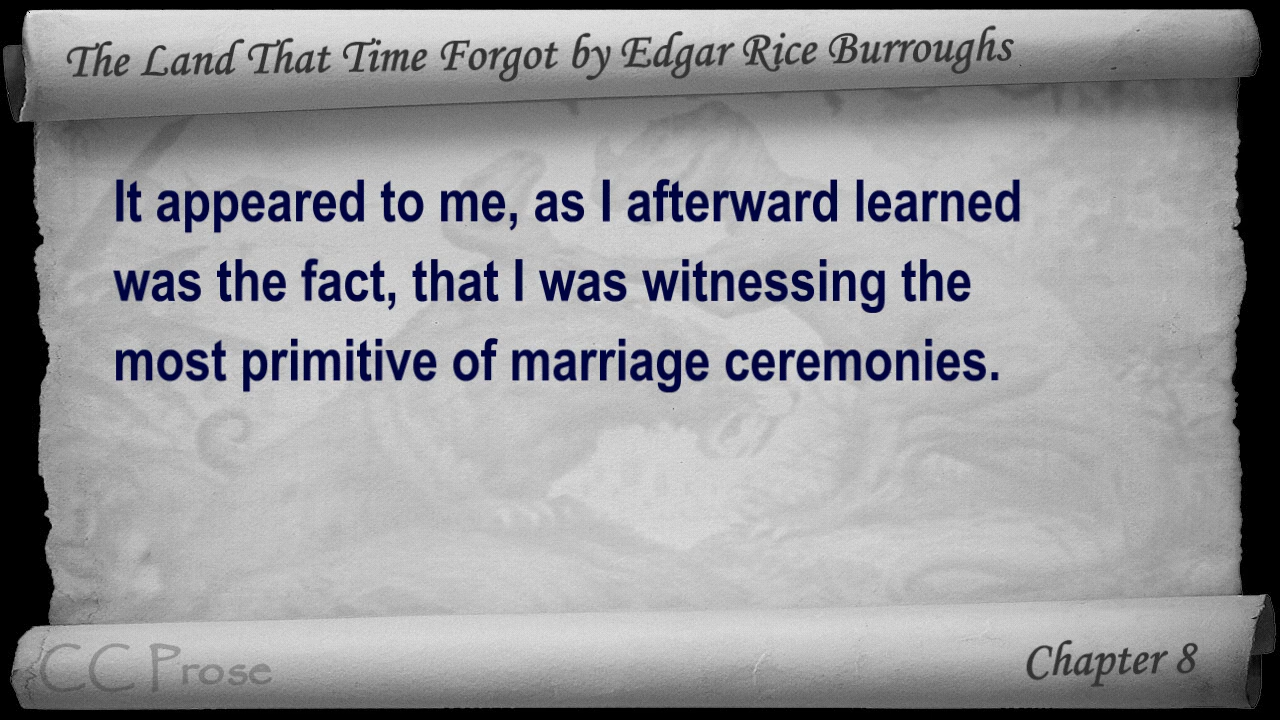 The Land That Time Forgot by Edgar Rice Burroughs
It appeared to me, as I afterward learned
was the fact, that I was witnessing the
most primitive of marriage ceremonies.
CC Prose
Chapter 8